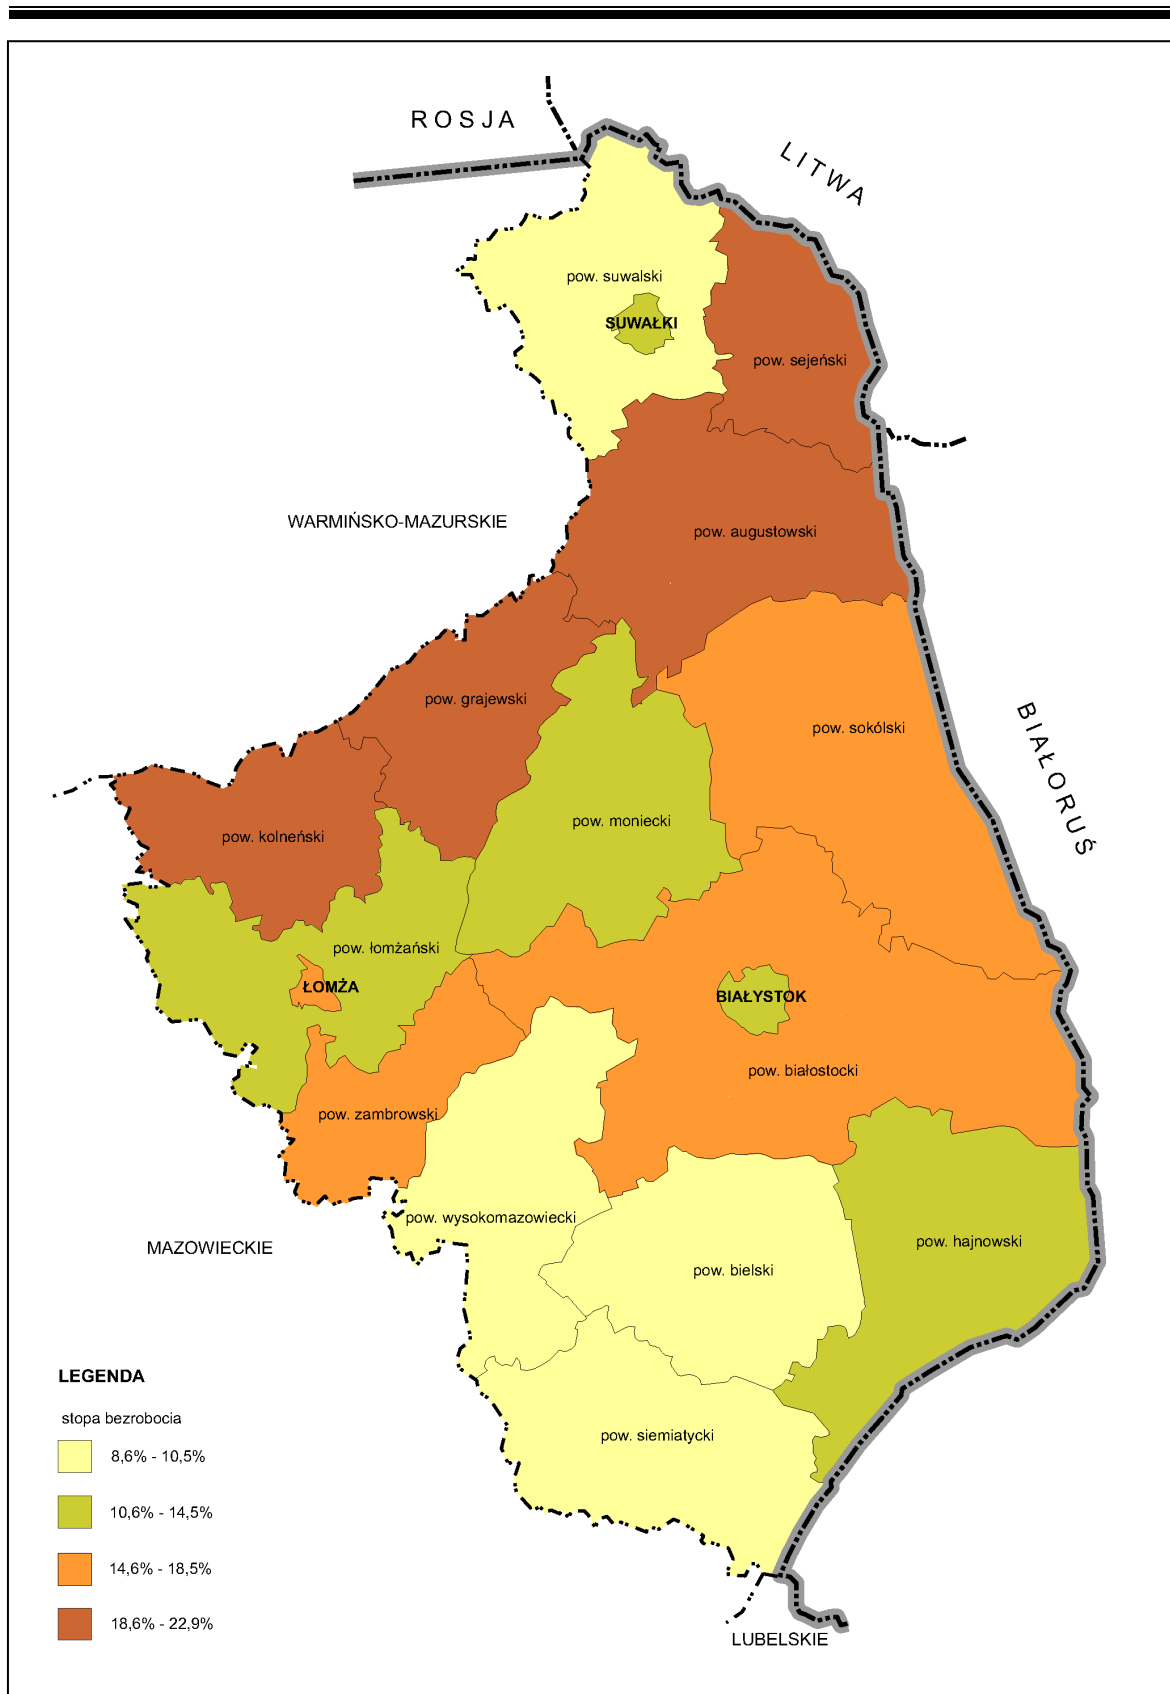 ROSJA
LITWA
pow. suwalski
SUWAŁKI
pow. sejeński
WARMIŃSKO-MAZURSKIE
pow. augustowski
pow. grajewski
BIAŁORUŚ
pow. sokólski
pow. moniecki
pow. kolneński
pow. łomżański
ŁOMŻA
BIAŁYSTOK
pow. białostocki
pow. zambrowski
pow. wysokomazowiecki
MAZOWIECKIE
pow. hajnowski
pow. bielski
LEGENDA
stopa bezrobocia
pow. siemiatycki
8,6% - 10,5%
10,6% - 14,5%
14,6% - 18,5%
18,6% - 22,9%
LUBELSKIE